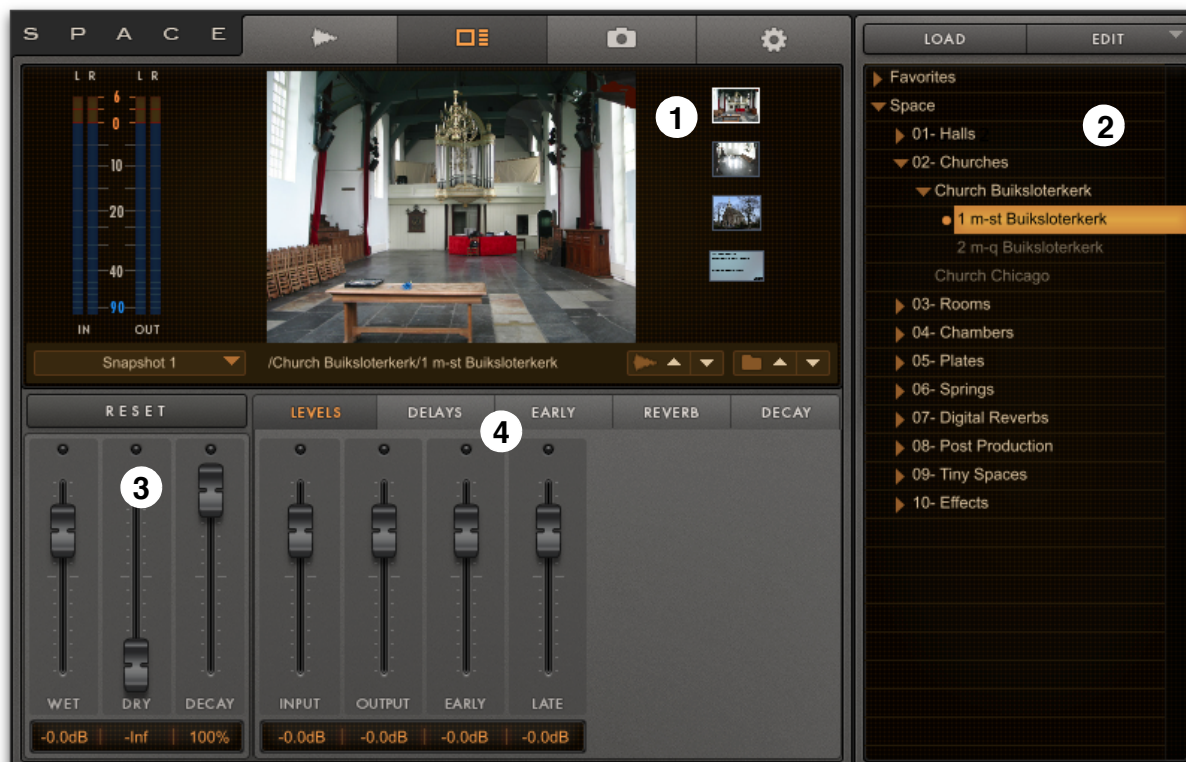 S P A C E
LOAD EDIT
L R L R
6
0
10
20
40
90
IN OUT
1
2
Favorites
Space
01- Halls
02- Churches
Church Buiksloterkerk
1 m-st Buiksloterkerk
2 m-q Buiksloterkerk
Church Chicago
03- Rooms
04- Chambers
05- Plates
06- Springs
07- Digital Reverbs
08- Post Production
09- Tiny Spaces
10- Effects
Snapshot 1
/Church Buiksloterkerk/1 m-st Buiksloterkerk
RESET
LEVELS DELAYS EARLY REVERB DECAY
3
4
WET DRY DECAY
-0.0dB -Inf 100%
INPUT OUTPUT EARLY LATE
-0.0dB -0.0dB -0.0dB -0.0dB